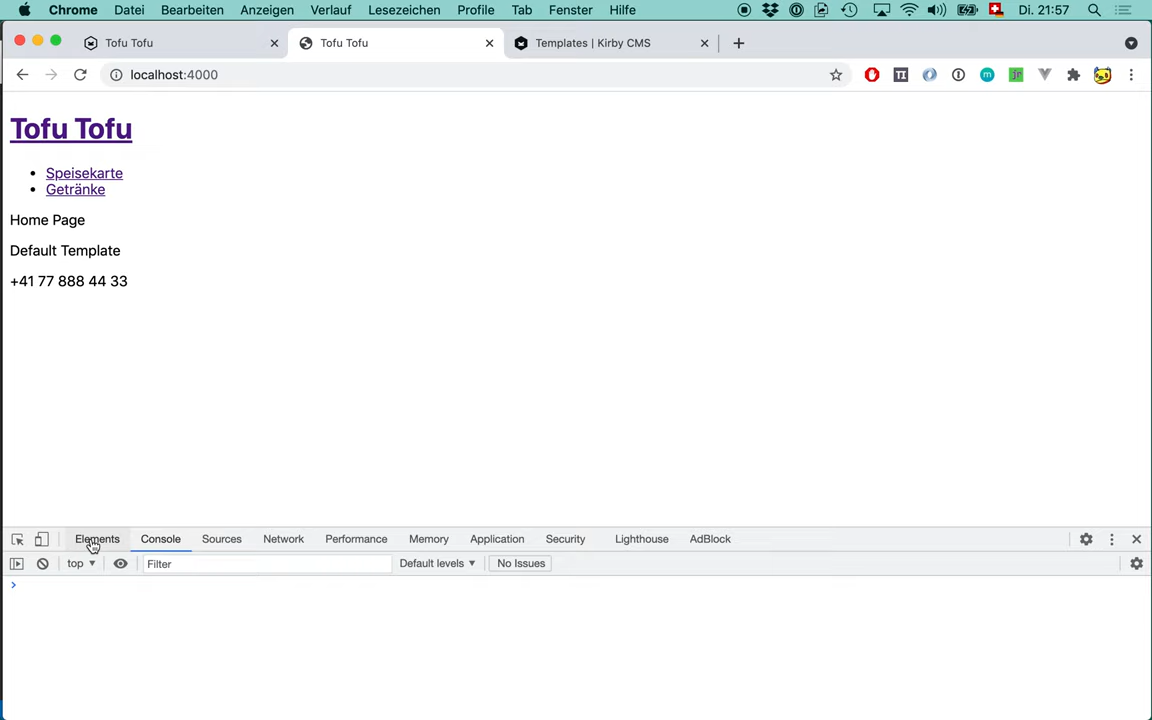 Chrome Datei Bearbeiten Anzeigen Verlauf Lesezeichen Profile Tab Fenster Hilfe Di. 21:57
Tofu Tofu Tofu Tofu Templates | Kirby CMS
localhost:4000
Tofu Tofu
Speisekarte
Getränke
Home Page
Default Template
+41 77 888 44 33
Elements Console Sources Network Performance Memory Application Security Lighthouse AdBlock
top Filter Default levels No Issues